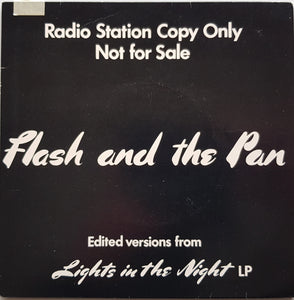 Radio Station Copy Only
Not for Sale
Flash and the Pan
Edited versions from
Lights in the Night LP